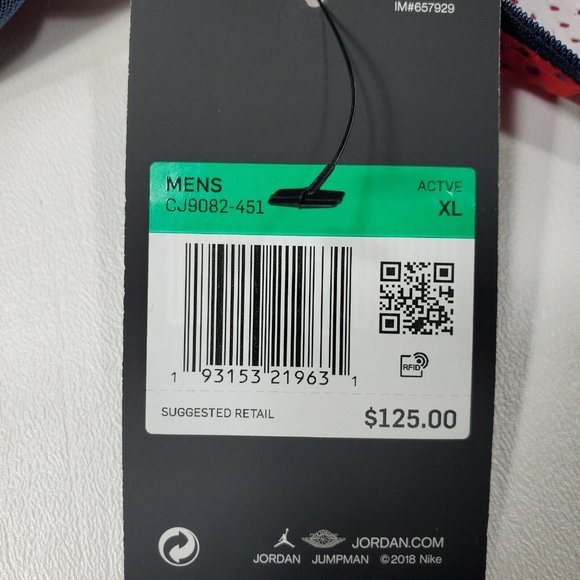 IM#657929
MENS ACTVE
CJ9082-451 XL
RFID
1 93153 21963 1
SUGGESTED RETAIL $125.00
JORDAN.COM
JORDAN JUMPMAN ©2018 Nike